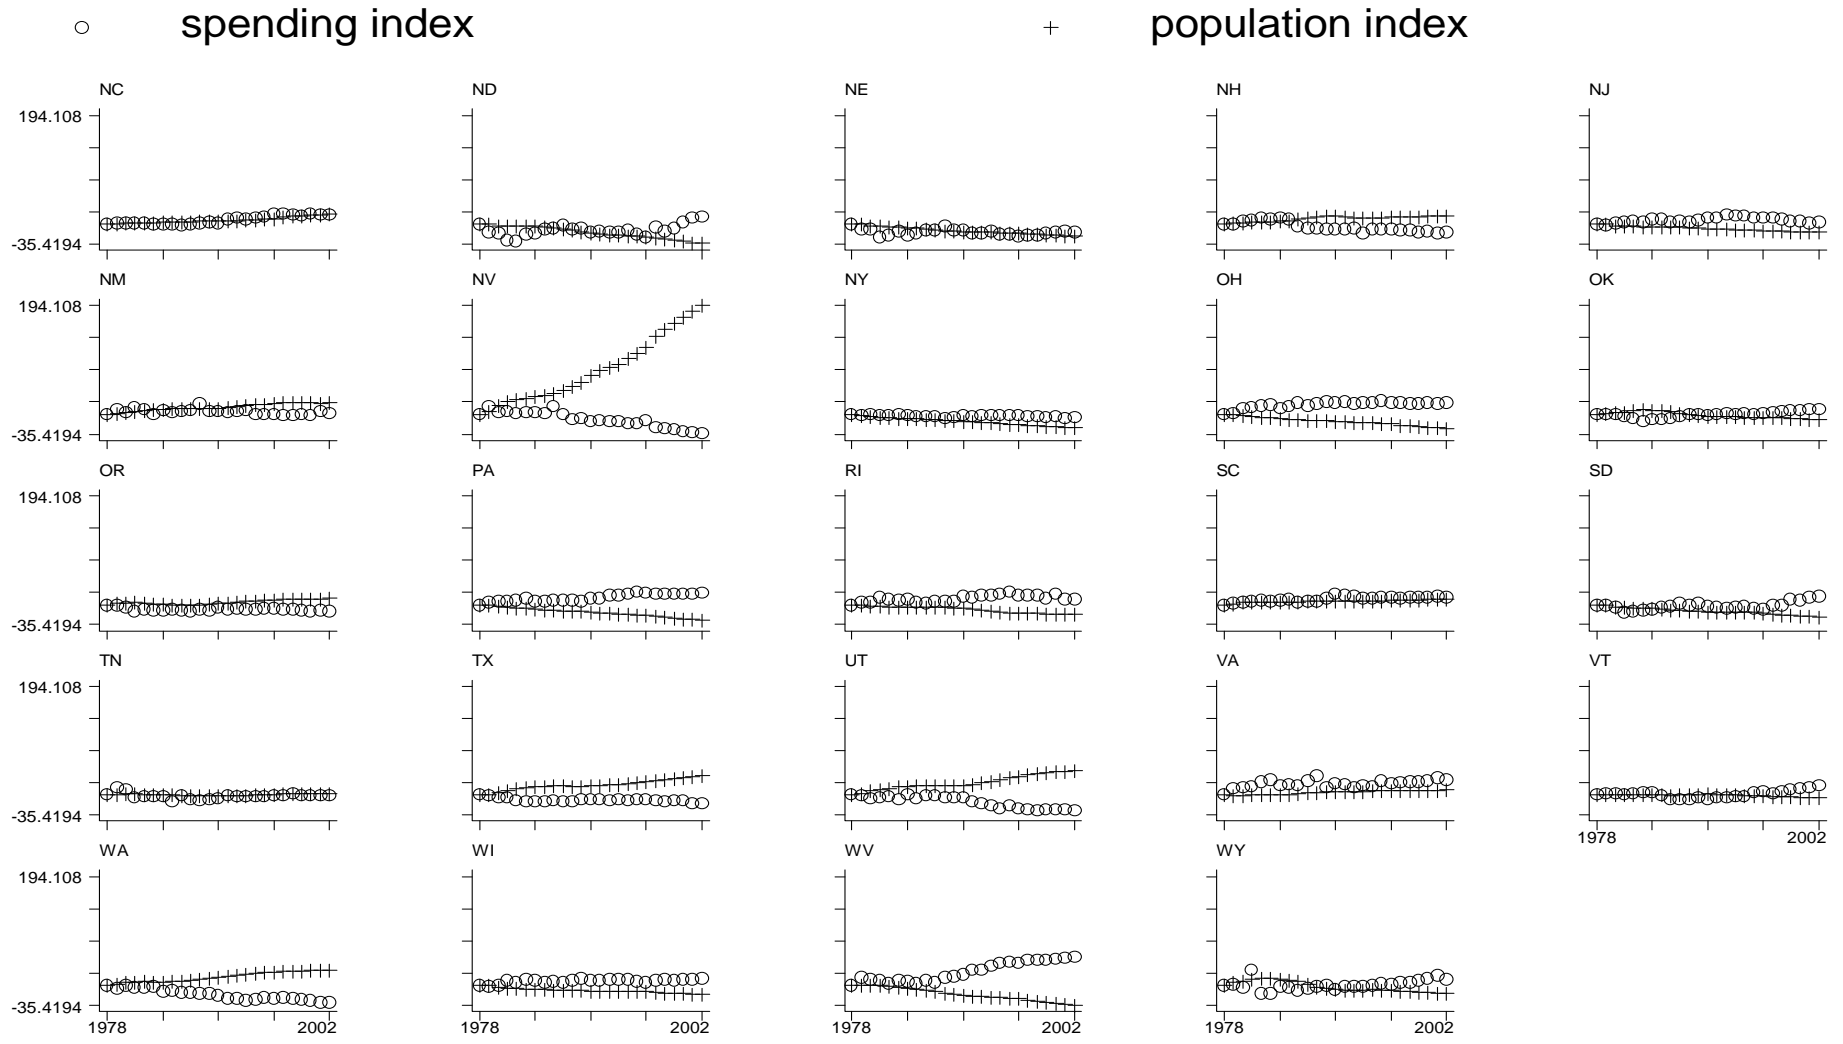 spending index population index
NC ND NE NH NJ
194.108
-35.4194
NM NV NY OH OK
194.108
-35.4194
OR PA RI SC SD
194.108
-35.4194
TN TX UT VA VT
194.108
-35.4194
1978 2002
WA WI WV WY
194.108
-35.4194
1978 2002 1978 2002 1978 2002 1978 2002